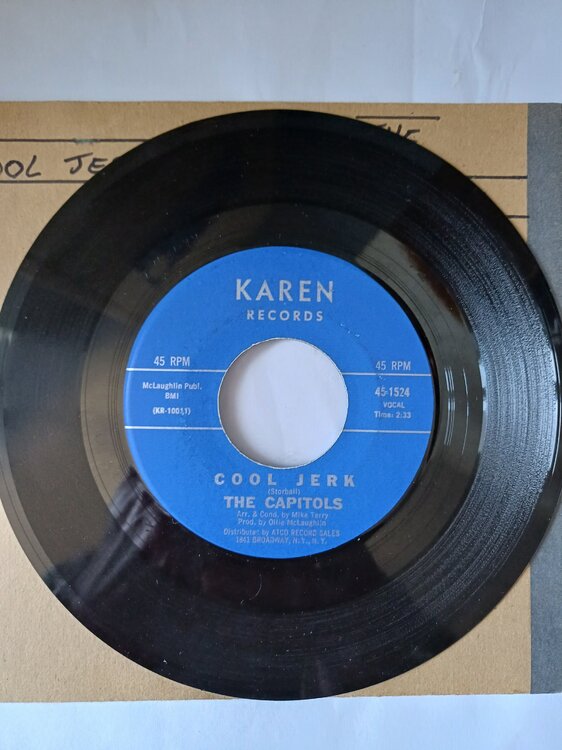 THE
OOL JE
KAREN
RECORDS
45 RPM
45 RPM
McLaughlin Publ.
BMI
(KR-10011)
45-1524
VOCAL
Time: 2:33
COOL JERK
(Storball)
THE CAPITOLS
Arr. & Cond. by Mike Terry
Prod. by Ollie McLaughlin
Distributed by ATCO RECORD SALES
1841 BROADWAY, N.Y., N.Y.